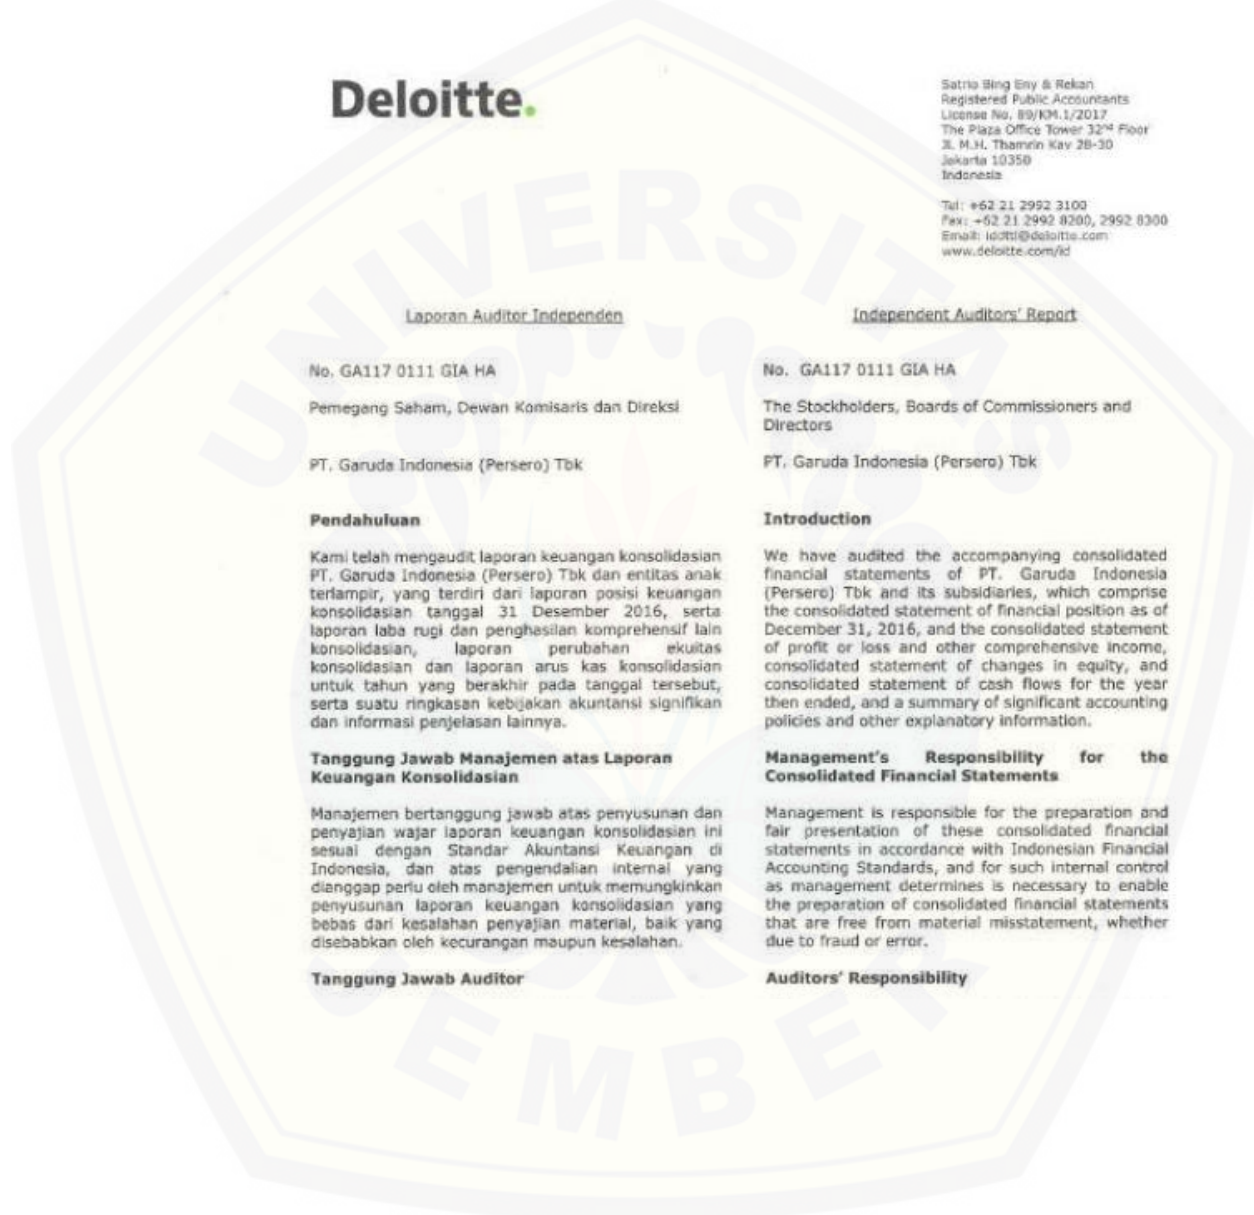 Deloitte.
Satrio Bing Eny & Rekan
Registered Public Accountants
License No. 89/KM.1/2017
The Plaza Office Tower 32nd Floor
Jl. M.H. Thamrin Kav 28-30
Jakarta 10350
Indonesia
Tel: +62 21 2992 3100
Fax: +62 21 2992 8200, 2992 8300
Email: idttl@deloitte.com
www.deloitte.com/id
Laporan Auditor Independen
No. GA117 0111 GIA HA
Pemegang Saham, Dewan Komisaris dan Direksi
PT. Garuda Indonesia (Persero) Tbk
Pendahuluan
Kami telah mengaudit laporan keuangan konsolidasian
PT. Garuda Indonesia (Persero) Tbk dan entitas anak
terlampir, yang terdiri dari laporan posisi keuangan
konsolidasian tanggal 31 Desember 2016, serta
laporan laba rugi dan penghasilan komprehensif lain
konsolidasian, laporan perubahan ekuitas
konsolidasian dan laporan arus kas konsolidasian
untuk tahun yang berakhir pada tanggal tersebut,
serta suatu ringkasan kebijakan akuntansi signifikan
dan informasi penjelasan lainnya.
Tanggung Jawab Manajemen atas Laporan
Keuangan Konsolidasian
Manajemen bertanggung jawab atas penyusunan dan
penyajian wajar laporan keuangan konsolidasian ini
sesuai dengan Standar Akuntansi Keuangan di
Indonesia, dan atas pengendalian internal yang
dianggap perlu oleh manajemen untuk memungkinkan
penyusunan laporan keuangan konsolidasian yang
bebas dari kesalahan penyajian material, baik yang
disebabkan oleh kecurangan maupun kesalahan.
Tanggung Jawab Auditor
Independent Auditors' Report
No. GA117 0111 GIA HA
The Stockholders, Boards of Commissioners and
Directors
PT. Garuda Indonesia (Persero) Tbk
Introduction
We have audited the accompanying consolidated
financial statements of PT. Garuda Indonesia
(Persero) Tbk and its subsidiaries, which comprise
the consolidated statement of financial position as of
December 31, 2016, and the consolidated statement
of profit or loss and other comprehensive income,
consolidated statement of changes in equity, and
consolidated statement of cash flows for the year
then ended, and a summary of significant accounting
policies and other explanatory information.
Management's Responsibility for the
Consolidated Financial Statements
Management is responsible for the preparation and
fair presentation of these consolidated financial
statements in accordance with Indonesian Financial
Accounting Standards, and for such internal control
as management determines is necessary to enable
the preparation of consolidated financial statements
that are free from material misstatement, whether
due to fraud or error.
Auditors' Responsibility
UNIVERSITAS
JEMBER